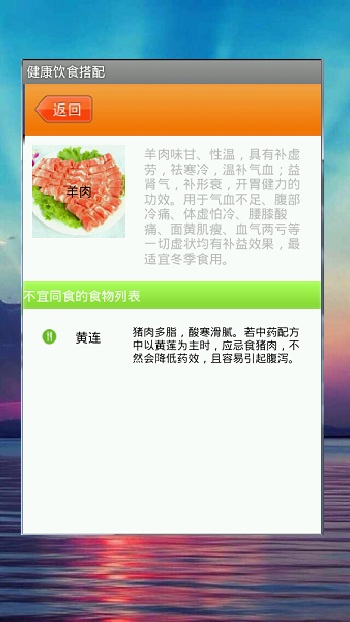 健康饮食搭配
返回
羊肉
羊肉味甘、性温，具有补虚
劳，祛寒冷，温补气血；益
肾气，补形衰，开胃健力的
功效。用于气血不足、腹部
冷痛、体虚怕冷、腰膝酸
痛、面黄肌瘦、血气两亏等
一切虚状均有补益效果，最
适宜冬季食用。
不宜同食的食物列表
黄连
猪肉多脂，酸寒滑腻。若中药配方
中以黄莲为主时，应忌食猪肉，不
然会降低药效，且容易引起腹泻。